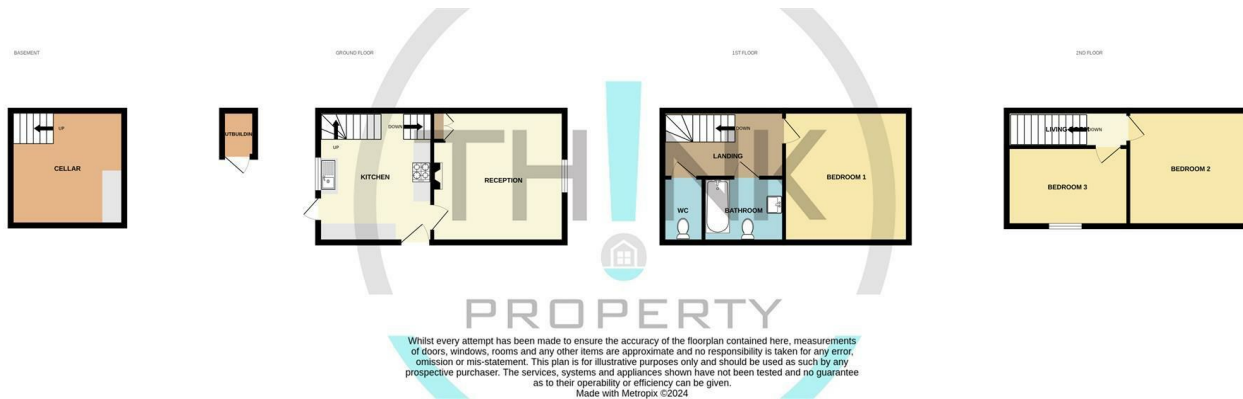 BASEMENT
GROUND FLOOR
1ST FLOOR
2ND FLOOR
UP
CELLAR
UTBUILDIN
UP
DOWN
KITCHEN
RECEPTION
DOWN
LANDING
WC
BATHROOM
BEDROOM 1
LIVING
DOWN
BEDROOM 3
BEDROOM 2
TH!NK
PROPERTY
Whilst every attempt has been made to ensure the accuracy of the floorplan contained here, measurements
of doors, windows, rooms and any other items are approximate and no responsibility is taken for any error,
omission or mis-statement. This plan is for illustrative purposes only and should be used as such by any
prospective purchaser. The services, systems and appliances shown have not been tested and no guarantee
as to their operability or efficiency can be given.
Made with Metropix ©2024